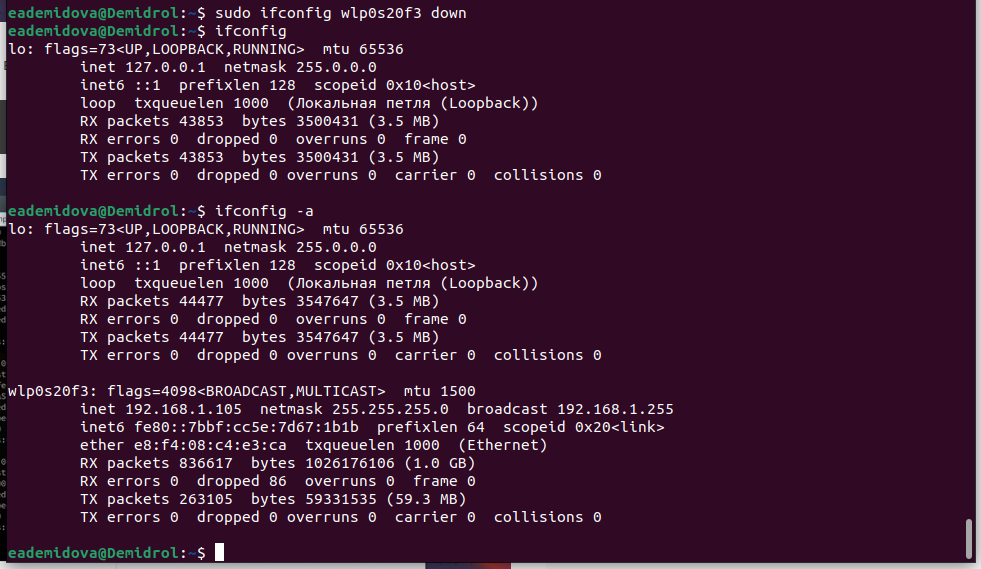 eademidova@Demidrol:~$ sudo ifconfig wlp0s20f3 down
eademidova@Demidrol:~$ ifconfig
lo: flags=73<UP,LOOPBACK,RUNNING>  mtu 65536
        inet 127.0.0.1  netmask 255.0.0.0
        inet6 ::1  prefixlen 128  scopeid 0x10<host>
        loop  txqueuelen 1000  (Локальная петля (Loopback))
        RX packets 43853  bytes 3500431 (3.5 MB)
        RX errors 0  dropped 0  overruns 0  frame 0
        TX packets 43853  bytes 3500431 (3.5 MB)
        TX errors 0  dropped 0 overruns 0  carrier 0  collisions 0

eademidova@Demidrol:~$ ifconfig -a
lo: flags=73<UP,LOOPBACK,RUNNING>  mtu 65536
        inet 127.0.0.1  netmask 255.0.0.0
        inet6 ::1  prefixlen 128  scopeid 0x10<host>
        loop  txqueuelen 1000  (Локальная петля (Loopback))
        RX packets 44477  bytes 3547647 (3.5 MB)
        RX errors 0  dropped 0  overruns 0  frame 0
        TX packets 44477  bytes 3547647 (3.5 MB)
        TX errors 0  dropped 0 overruns 0  carrier 0  collisions 0

wlp0s20f3: flags=4098<BROADCAST,MULTICAST>  mtu 1500
        inet 192.168.1.105  netmask 255.255.255.0  broadcast 192.168.1.255
        inet6 fe80::7bbf:cc5e:7d67:1b1b  prefixlen 64  scopeid 0x20<link>
        ether e8:f4:08:c4:e3:ca  txqueuelen 1000  (Ethernet)
        RX packets 836617  bytes 1026176106 (1.0 GB)
        RX errors 0  dropped 86  overruns 0  frame 0
        TX packets 263105  bytes 59331535 (59.3 MB)
        TX errors 0  dropped 0 overruns 0  carrier 0  collisions 0

eademidova@Demidrol:~$